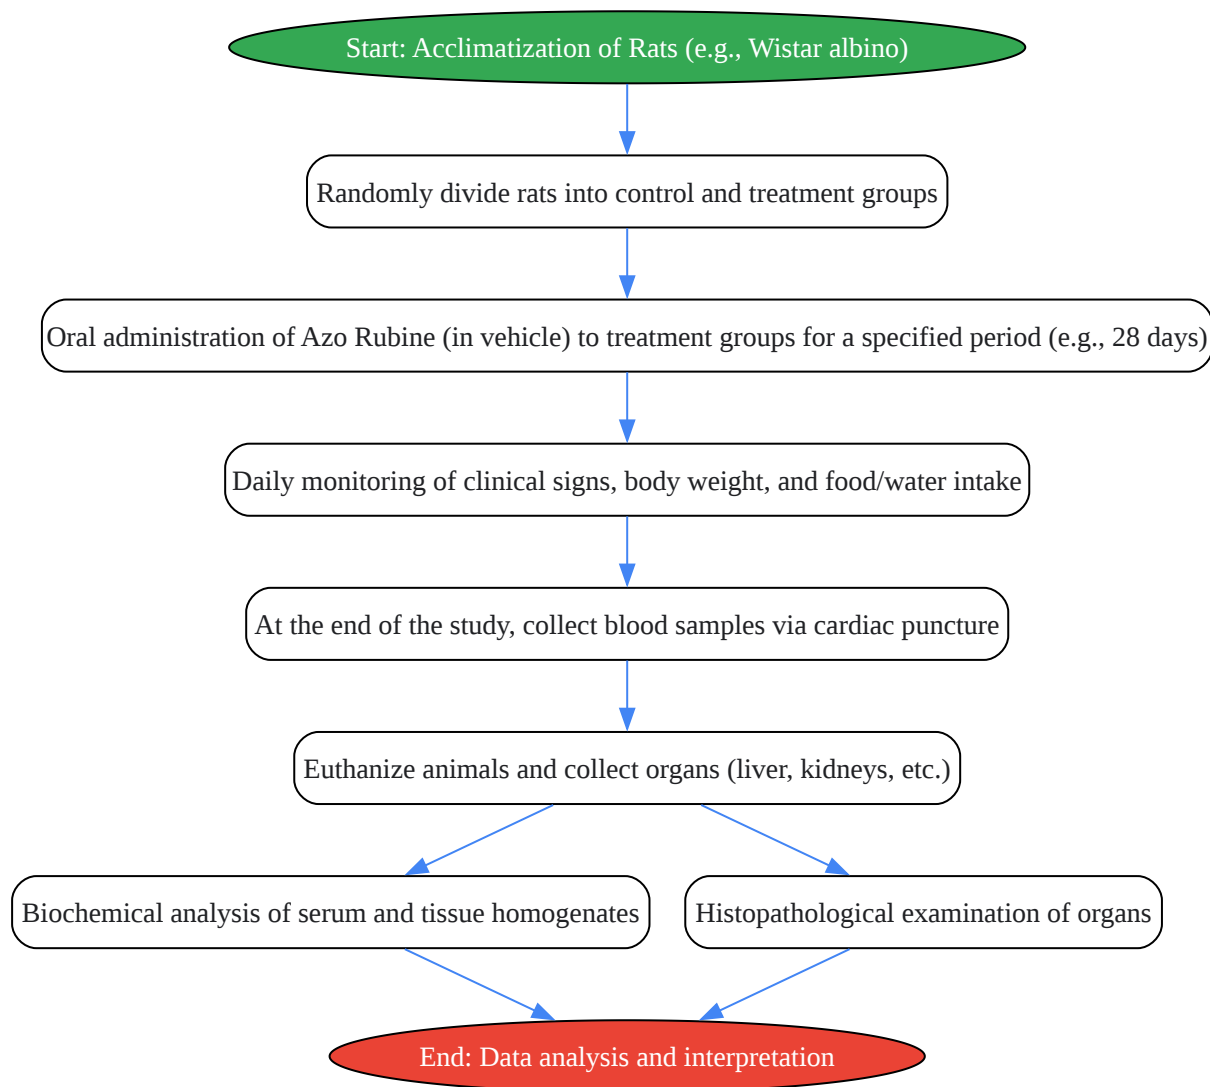 Start: Acclimatization of Rats (e.g., Wistar albino)
Randomly divide rats into control and treatment groups
Oral administration of Azo Rubine (in vehicle) to treatment groups for a specified period (e.g., 28 days)
Daily monitoring of clinical signs, body weight, and food/water intake
At the end of the study, collect blood samples via cardiac puncture
Euthanize animals and collect organs (liver, kidneys, etc.)
Biochemical analysis of serum and tissue homogenates
Histopathological examination of organs
End: Data analysis and interpretation